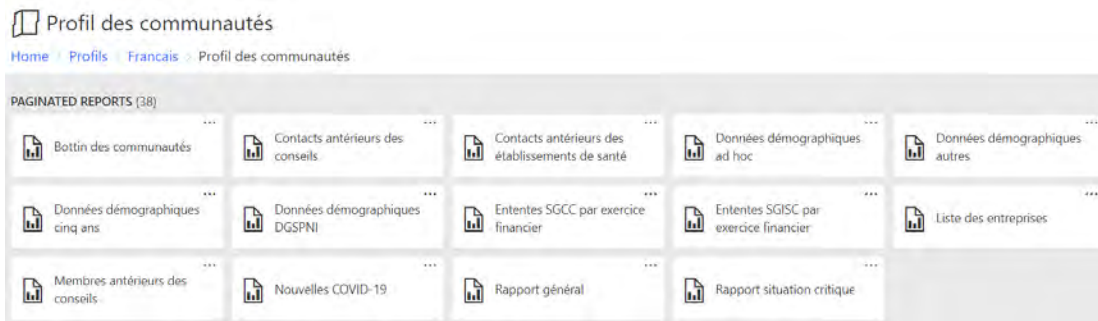 Profil des communautés
Home Profils Francais Profil des communautés
PAGINATED REPORTS (38)
Bottin des communautés
Contacts antérieurs des
conseils
Contacts antérieurs des
établissements de santé
Données démographiques
ad hoc
Données démographiques
autres
Données démographiques
cinq ans
Données démographiques
DGSPNI
Ententes SGCC par exercice
financier
Ententes SGISC par
exercice financier
Liste des entreprises
Membres antérieurs des
conseils
Nouvelles COVID-19
Rapport général
Rapport situation critique